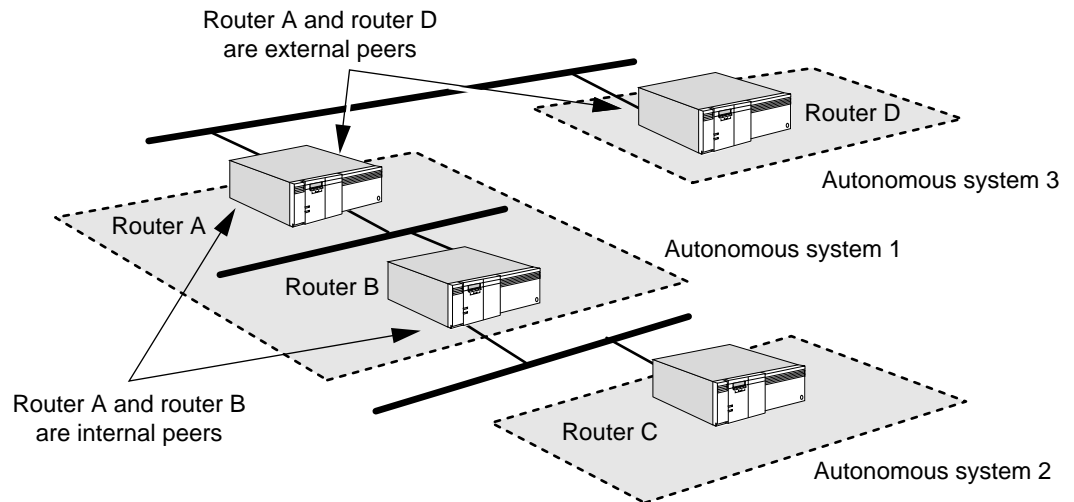 Router A and router D
are external peers
Router D
Autonomous system 3
Router A
Autonomous system 1
Router B
Router A and router B
are internal peers
Router C
Autonomous system 2